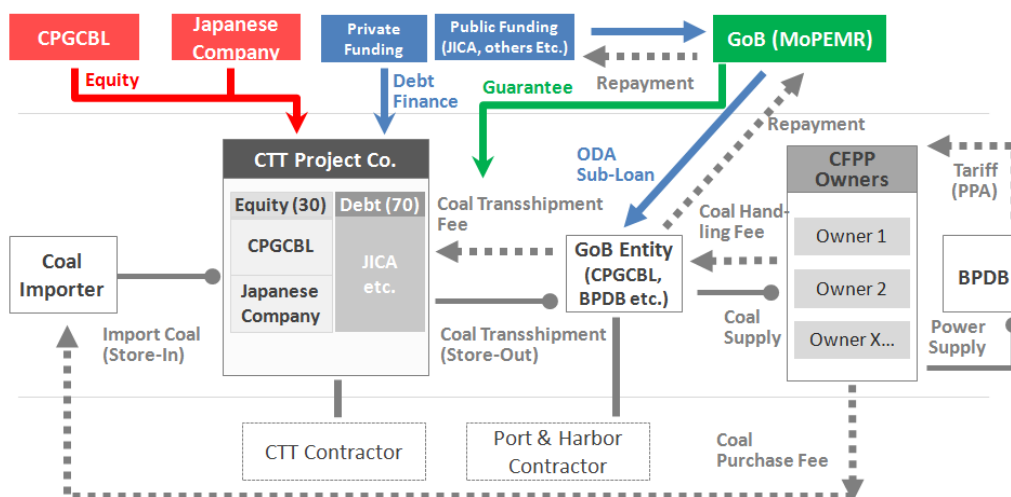 CPGCBL
Japanese
Company
Private
Funding
Public Funding
(JICA, others Etc.)
GoB (MoPEMR)
Equity
Debt
Finance
Guarantee
Repayment
Repayment
CTT Project Co.
ODA
Sub-Loan
CFPP
Owners
Tariff
(PPA)
Equity (30)
Debt (70)
Coal Transshipment
Fee
Coal Hand-
ling Fee
Owner 1
CPGCBL
JICA
etc.
Coal
Importer
GoB Entity
(CPGCBL,
BPDB etc.)
Owner 2
BPDB
Japanese
Company
Import Coal
(Store-In)
Coal Transshipment
(Store-Out)
Coal
Supply
Owner X...
Power
Supply
CTT Contractor
Port & Harbor
Contractor
Coal
Purchase Fee